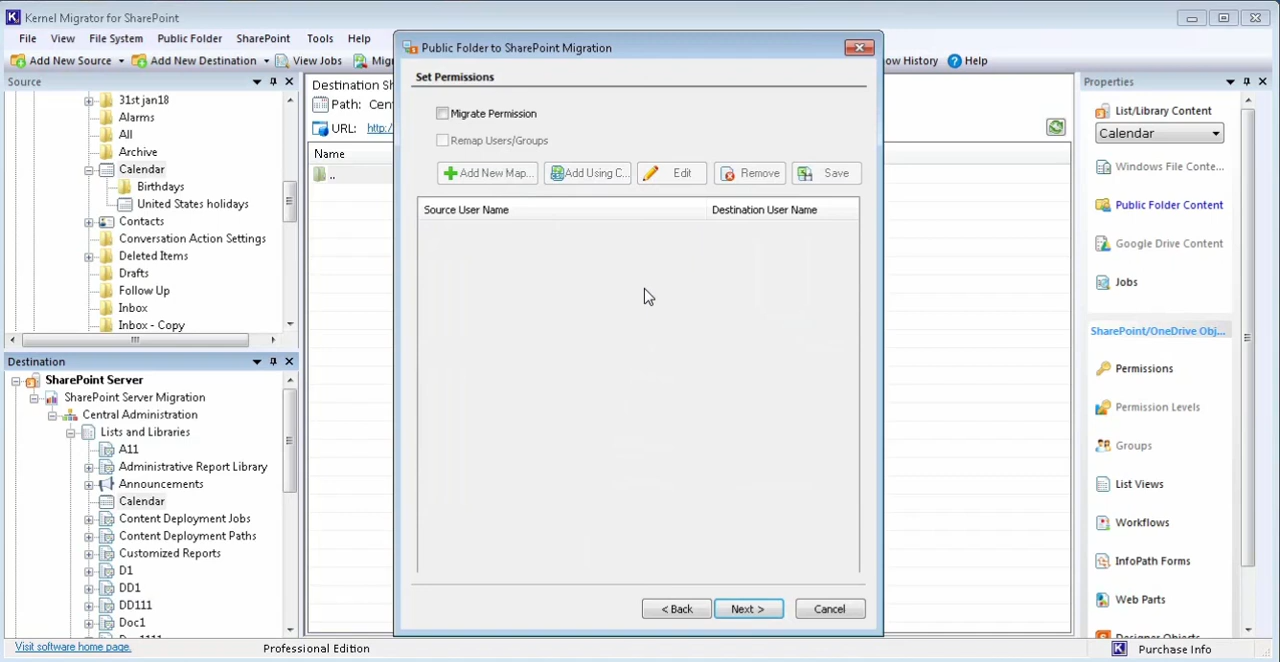 Kernel Migrator for SharePoint
File View File System Public Folder SharePoint Tools Help
Add New Source Add New Destination View Jobs Mig ow History Help
Source
31st jan18
Alarms
All
Archive
Calendar
Birthdays
United States holidays
Contacts
Conversation Action Settings
Deleted Items
Drafts
Follow Up
Inbox
Inbox - Copy
Destination
SharePoint Server
SharePoint Server Migration
Central Administration
Lists and Libraries
A11
Administrative Report Library
Announcements
Calendar
Content Deployment Jobs
Content Deployment Paths
Customized Reports
D1
DD1
DD111
Doc1
Destination S
Path: Cen
URL: http:/
Name
..
Public Folder to SharePoint Migration
Set Permissions
Migrate Permission
Remap Users/Groups
Add New Map... Add Using C... Edit Remove Save
Source User Name Destination User Name
< Back Next > Cancel
Properties
List/Library Content
Calendar
Windows File Conte...
Public Folder Content
Google Drive Content
Jobs
SharePoint/OneDrive Obj...
Permissions
Permission Levels
Groups
List Views
Workflows
InfoPath Forms
Web Parts
Designer Objects
Visit software home page. Professional Edition Purchase Info